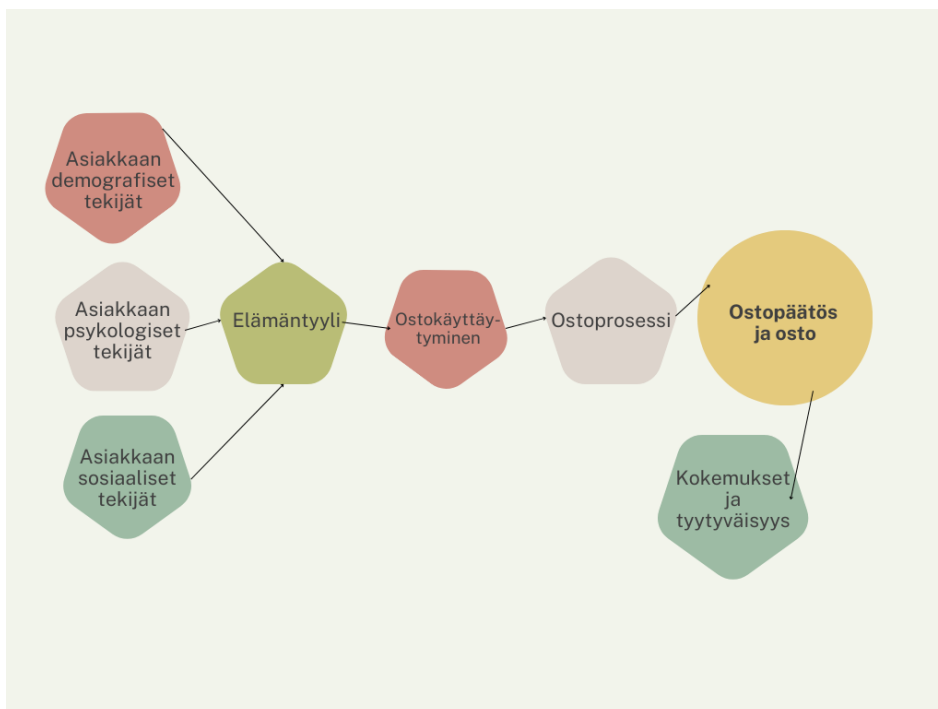 Asiakkaan
demografiset
tekijät
Asiakkaan
psykologiset
tekijät
Asiakkaan
sosiaaliset
tekijät
Elämäntyyli
Ostokäyttäy-
tyminen
Ostoprosessi
Ostopäätös
ja osto
Kokemukset
ja
tyytyväisyys